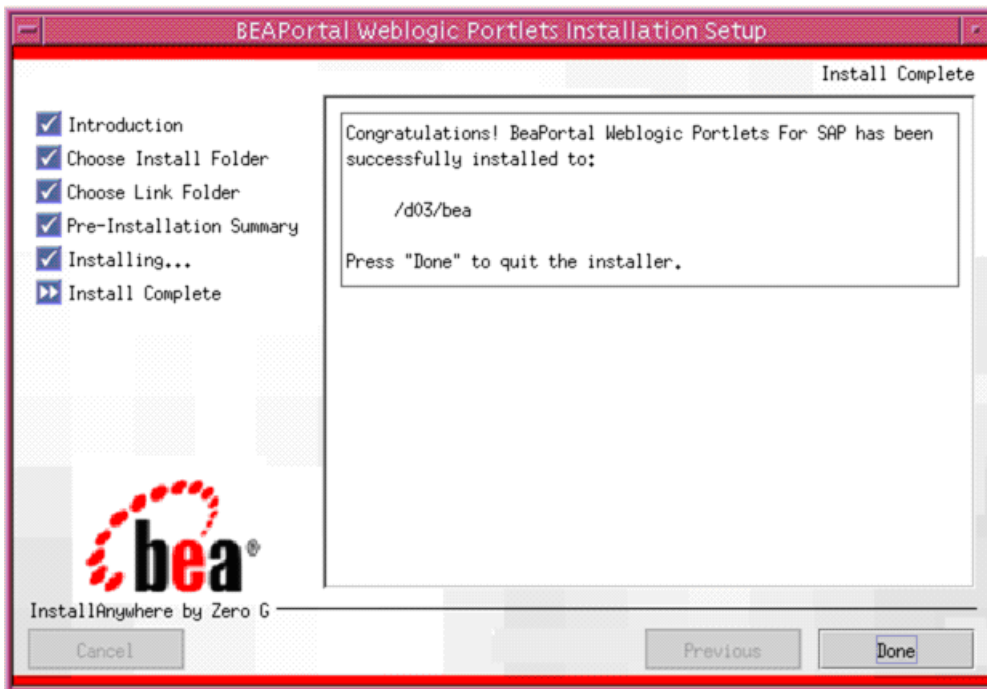 BEAPortal Weblogic Portlets Installation Setup
Install Complete
Introduction
Choose Install Folder
Choose Link Folder
Pre-Installation Summary
Installing...
Install Complete
Congratulations! BeaPortal Weblogic Portlets For SAP has been
successfully installed to:
/d03/bea
Press "Done" to quit the installer.
bea®
InstallAnywhere by Zero G
Cancel
Previous
Done